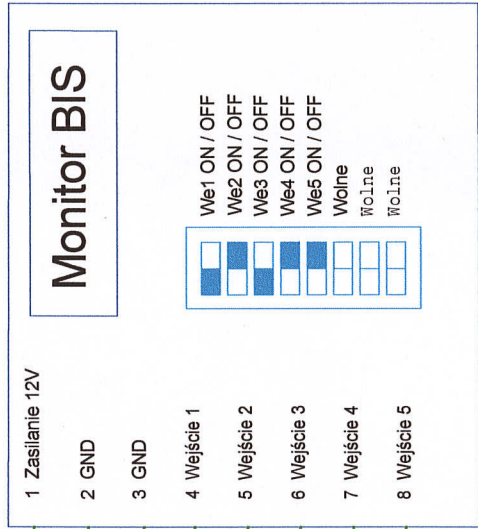 Monitor BIS
1 Zasilanie 12V
2 GND
3 GND
4 Wejście 1
5 Wejście 2
6 Wejście 3
7 Wejście 4
8 Wejście 5
We1 ON / OFF
We2 ON / OFF
We3 ON / OFF
We4 ON / OFF
We5 ON / OFF
Wolne
Wolne
Wolne